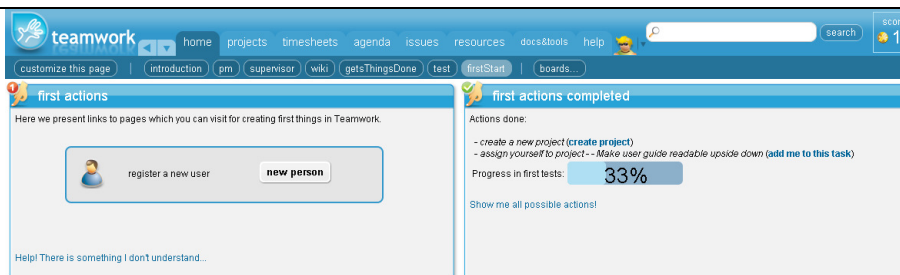 teamwork
home projects timesheets agenda issues resources docs&tools help
search
customize this page | introduction pm supervisor wiki getsThingsDone test firstStart | boards...
1 first actions
Here we present links to pages which you can visit for creating first things in Teamwork.
register a new user new person
Help! There is something I don't understand...
first actions completed
Actions done:
- create a new project (create project)
- assign yourself to project - - Make user guide readable upside down (add me to this task)
Progress in first tests: 33%
Show me all possible actions!